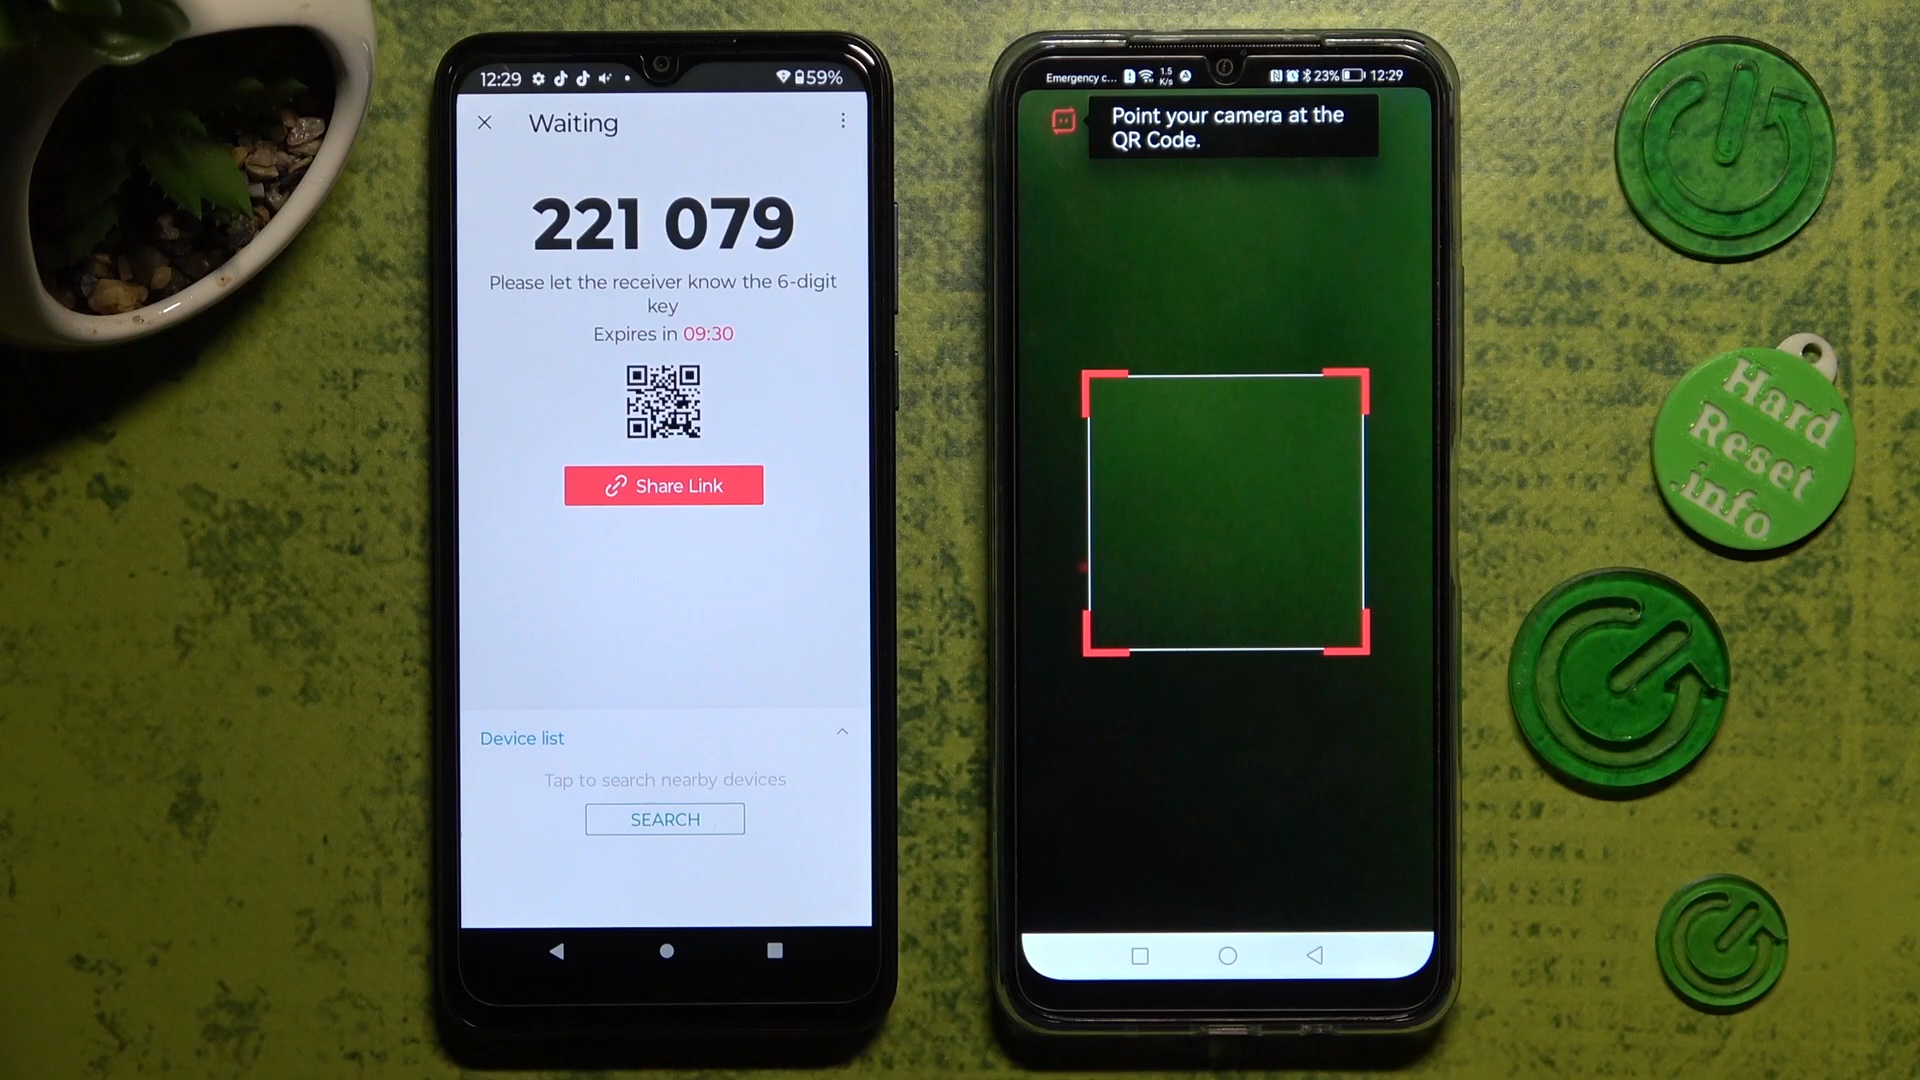 12:29
59%
Waiting
221 079
Please let the receiver know the 6-digit
key
Expires in 09:30
Share Link
Device list
Tap to search nearby devices
SEARCH
Emergency c...
1.5
K/s
23%
12:29
Point your camera at the
QR Code.
Hard
Reset
.info